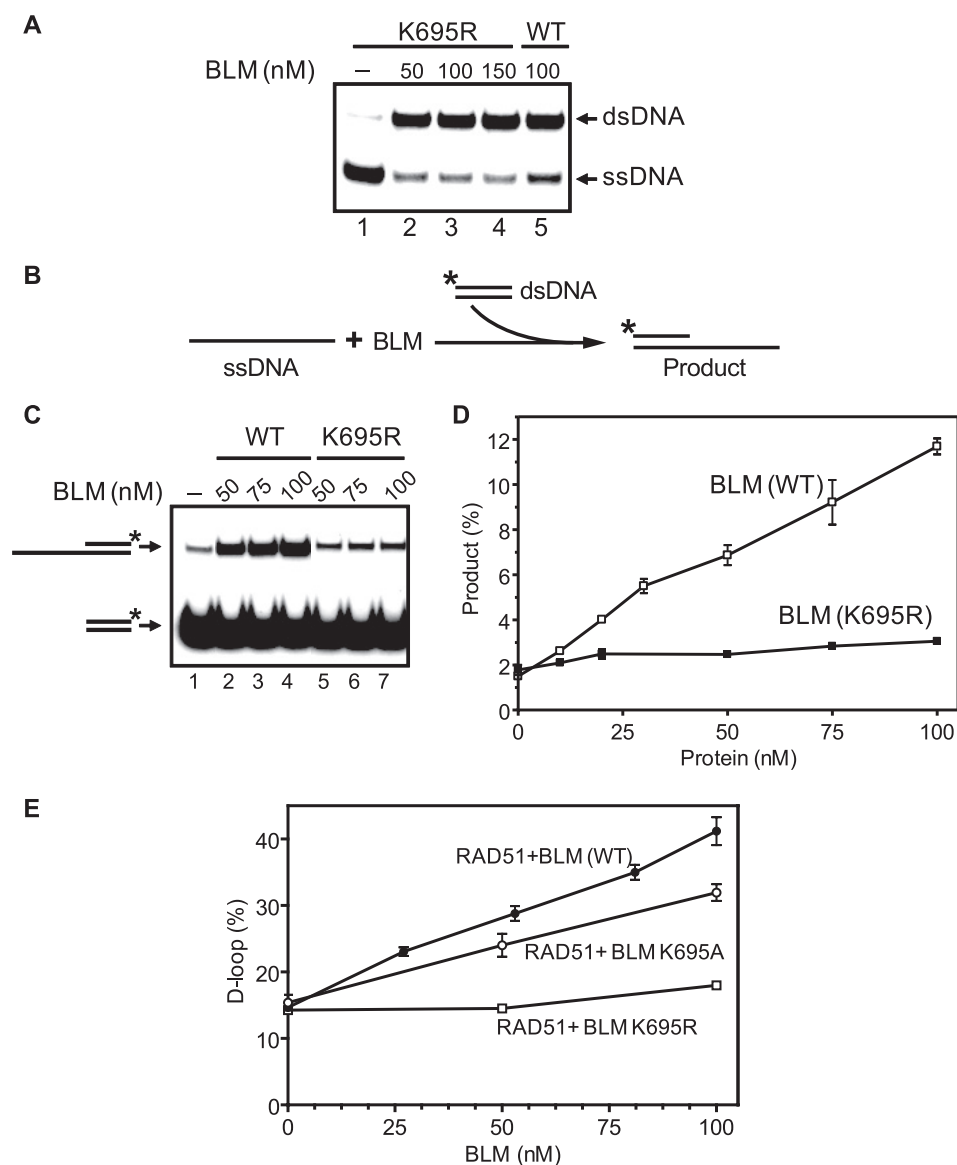 A
K695R WT
BLM (nM) – 50 100 150 100
dsDNA
ssDNA
1 2 3 4 5
B
* dsDNA
ssDNA + BLM * Product
C
WT K695R
BLM (nM) – 50 75 100 50 75 100
*
*
1 2 3 4 5 6 7
D
12
10
8
6
4
2
0
Product (%)
BLM (WT)
BLM (K695R)
0 25 50 75 100
Protein (nM)
E
40
30
20
10
0
D-loop (%)
RAD51+BLM (WT)
RAD51+ BLM K695A
RAD51+ BLM K695R
0 25 50 75 100
BLM (nM)